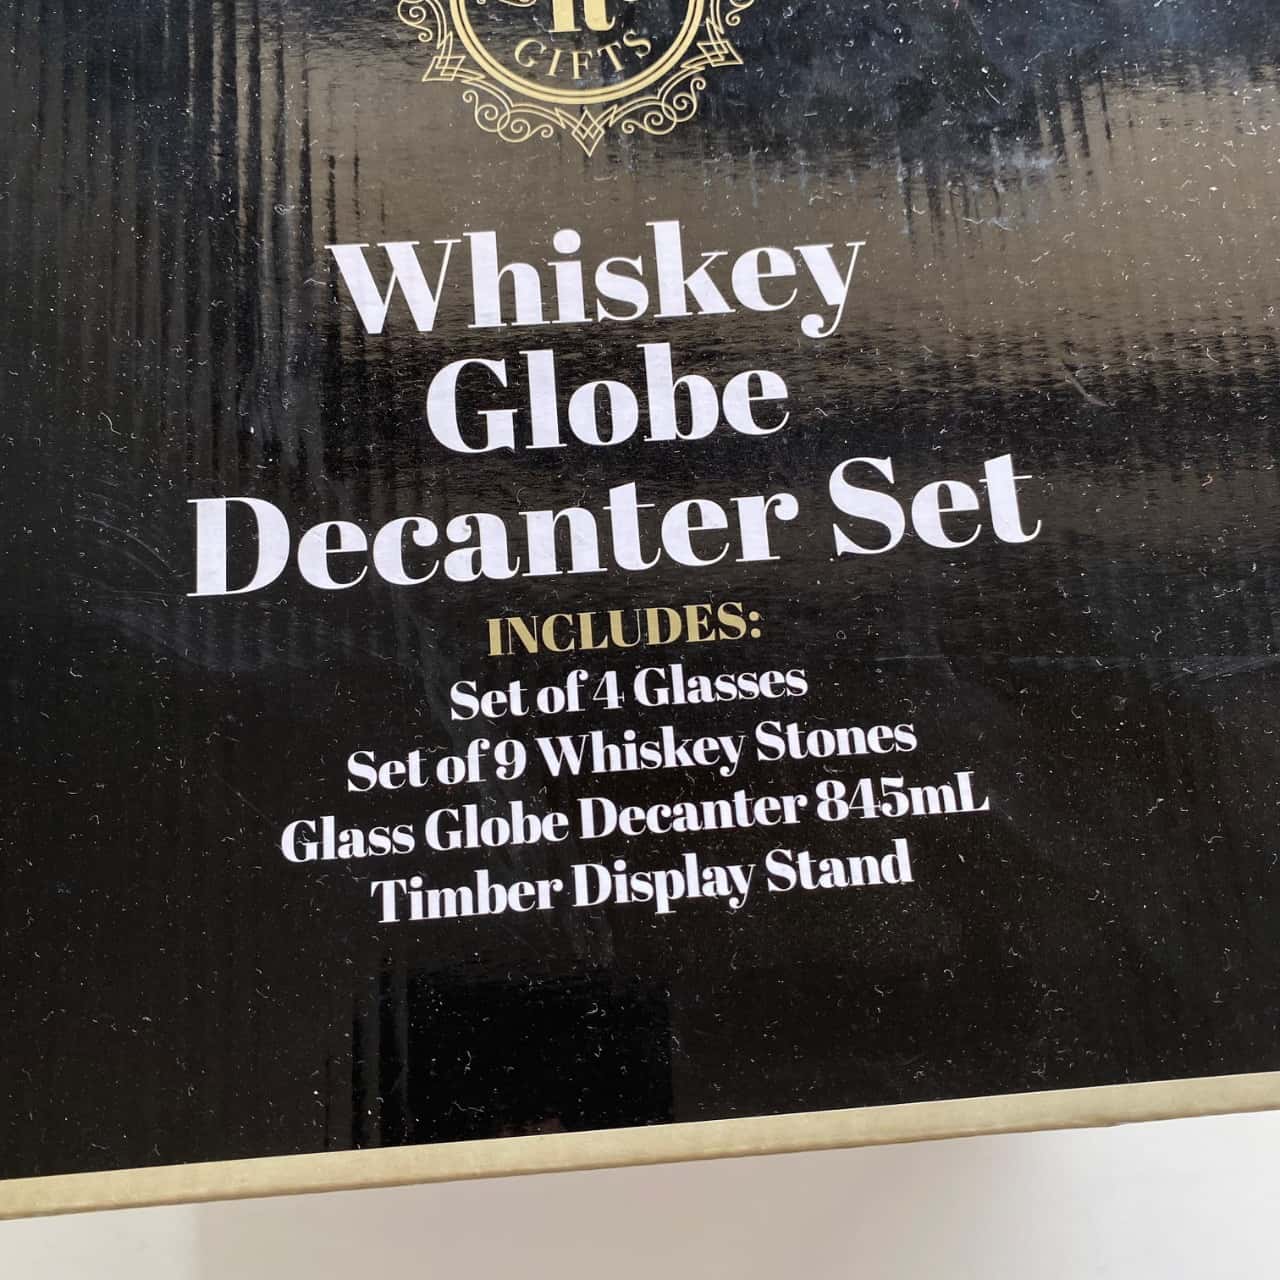 GIFTS
Whiskey
Globe
Decanter Set
INCLUDES:
Set of 4 Glasses
Set of 9 Whiskey Stones
Glass Globe Decanter 845mL
Timber Display Stand